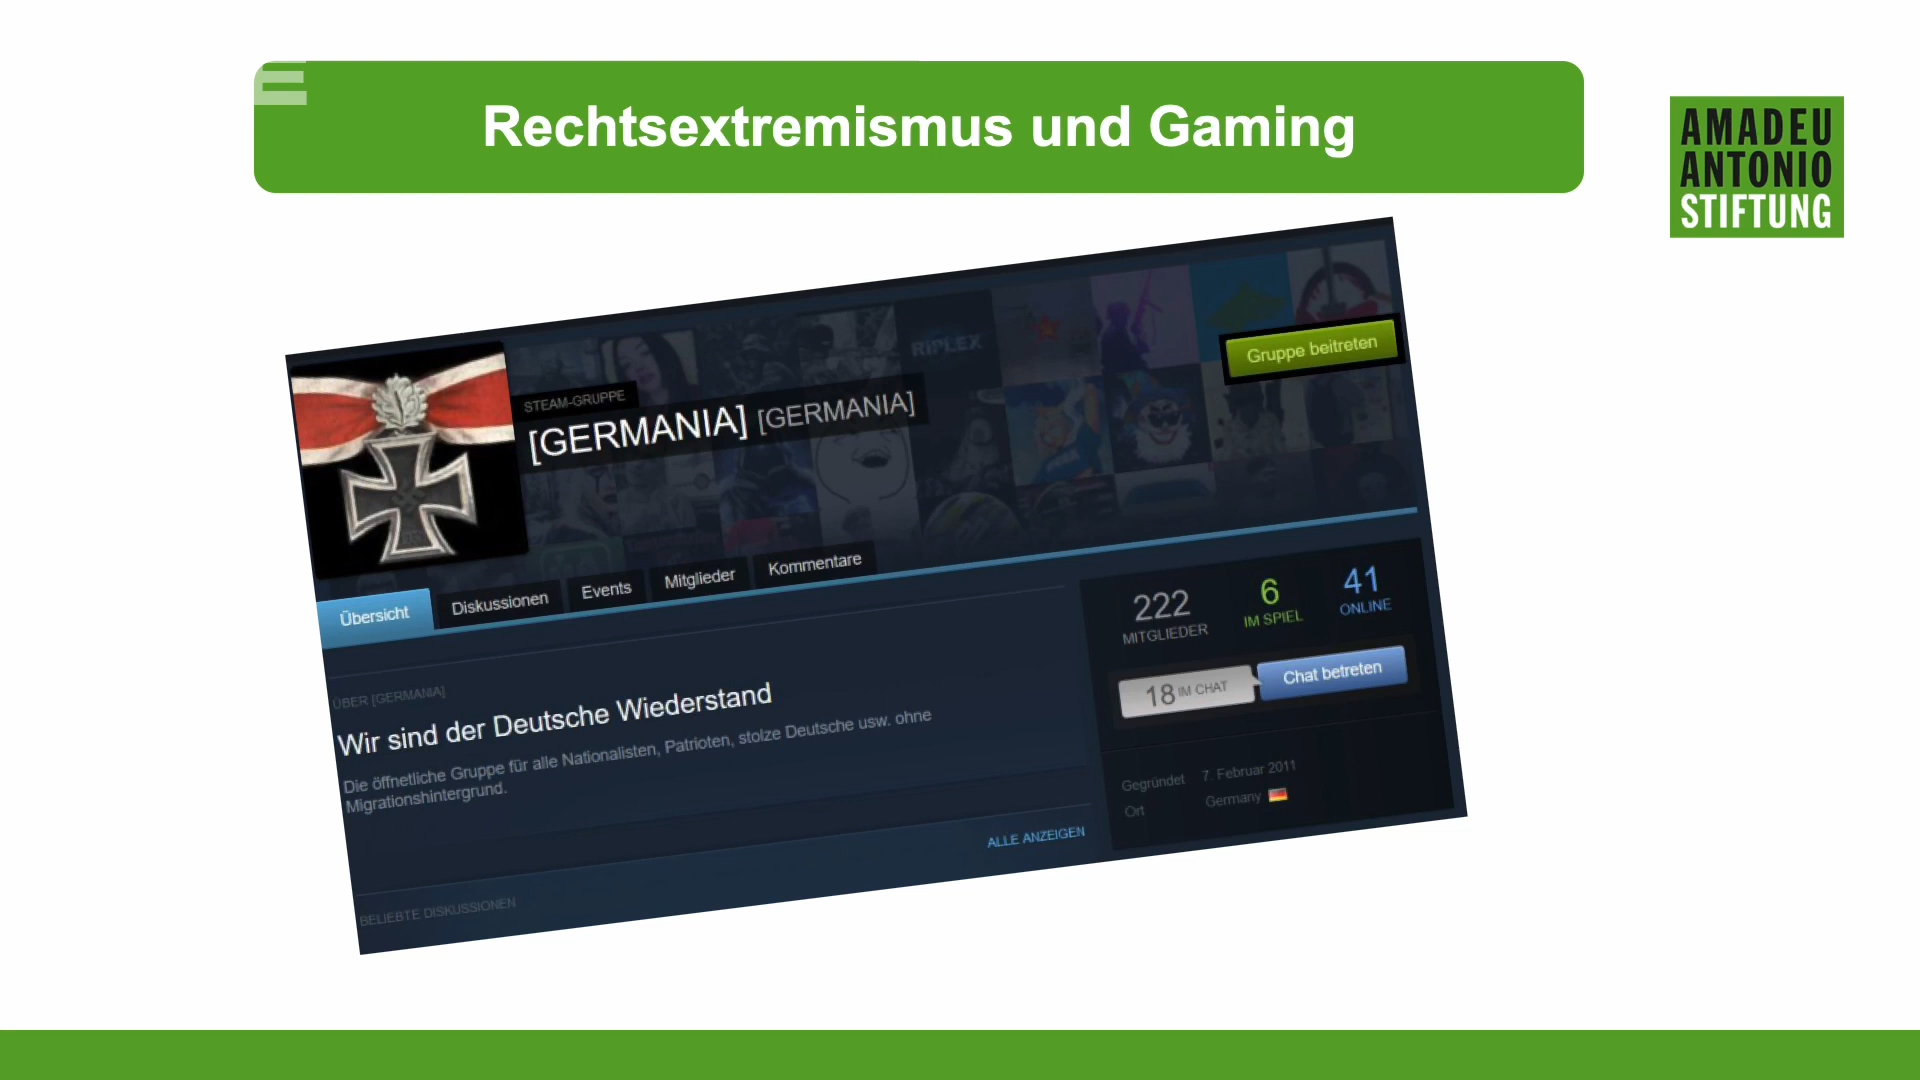 Rechtsextremismus und Gaming
AMADEU
ANTONIO
STIFTUNG
RIPLEX
Gruppe beitreten
STEAM-GRUPPE
[GERMANIA] [GERMANIA]
Übersicht
Diskussionen
Events
Mitglieder
Kommentare
222
MITGLIEDER
6
IM SPIEL
41
ONLINE
18 IM CHAT
Chat betreten
ÜBER [GERMANIA]
Wir sind der Deutsche Wiederstand
Die öffnetliche Gruppe für alle Nationalisten, Patrioten, stolze Deutsche usw. ohne
Migrationshintergrund.
Gegründet 7. Februar 2011
Ort Germany
ALLE ANZEIGEN
BELIEBTE DISKUSSIONEN